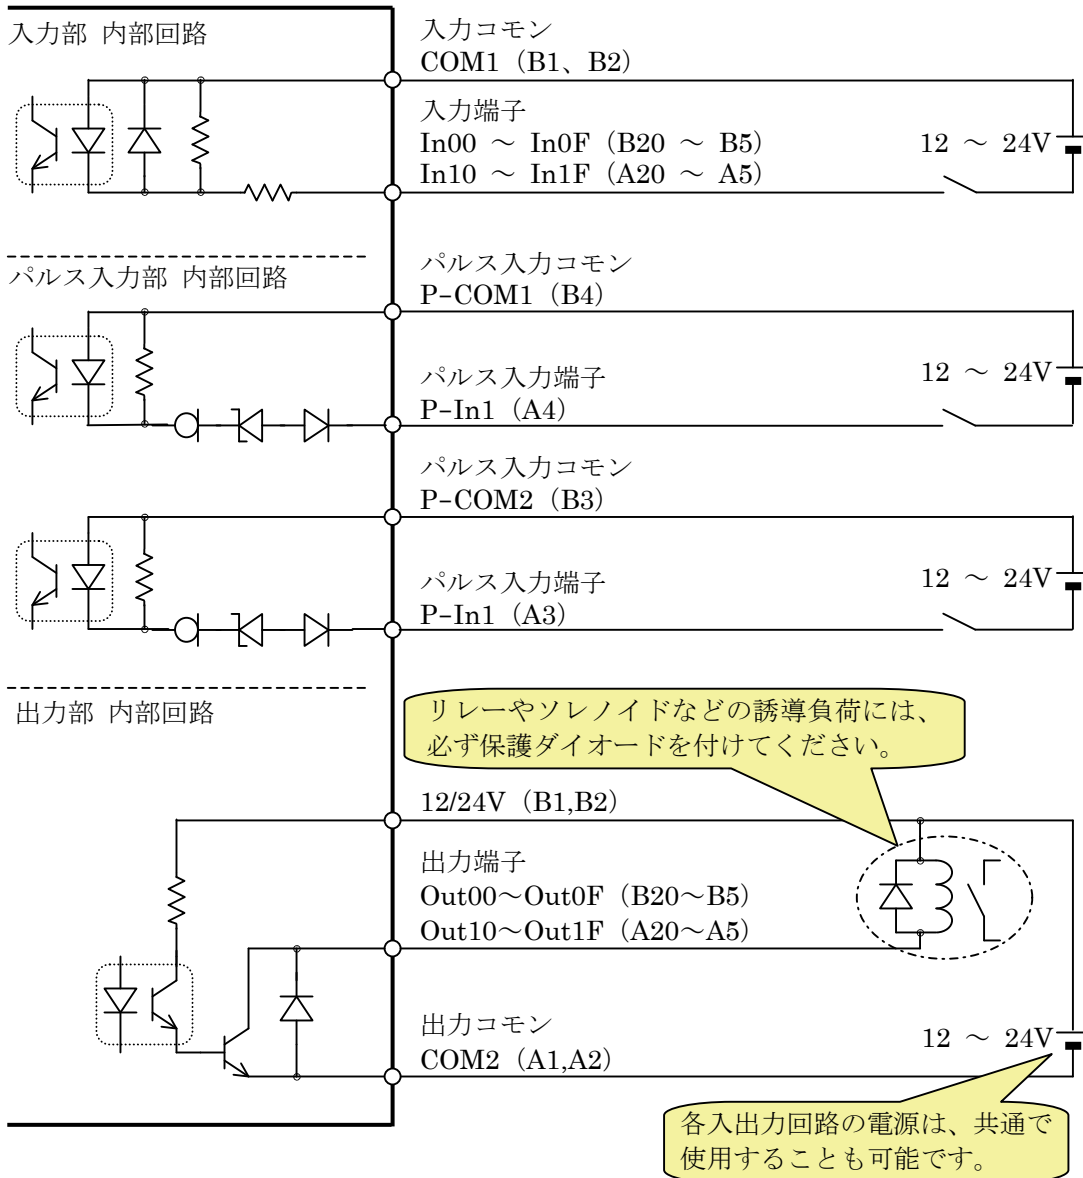 入力部 内部回路
入力コモン
COM1（B1、B2）
入力端子
In00 ～ In0F（B20 ～ B5）
In10 ～ In1F（A20 ～ A5）
12 ～ 24V
パルス入力部 内部回路
パルス入力コモン
P-COM1（B4）
パルス入力端子
P-In1（A4）
12 ～ 24V
パルス入力コモン
P-COM2（B3）
パルス入力端子
P-In1（A3）
12 ～ 24V
出力部 内部回路
リレーやソレノイドなどの誘導負荷には、
必ず保護ダイオードを付けてください。
12/24V（B1,B2）
出力端子
Out00～Out0F（B20～B5）
Out10～Out1F（A20～A5）
出力コモン
COM2（A1,A2）
12 ～ 24V
各入出力回路の電源は、共通で
使用することも可能です。